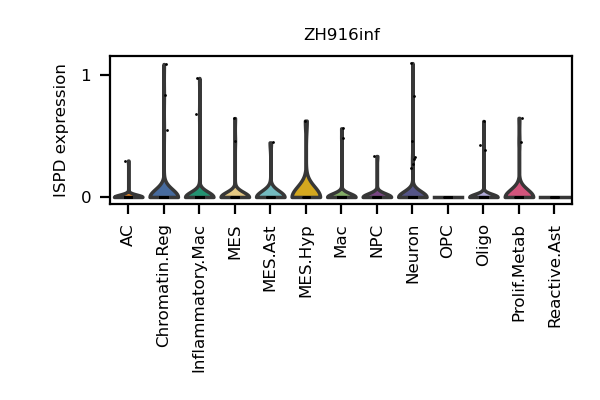 ZH916inf
ISPD expression
1
0
AC
Chromatin.Reg
Inflammatory.Mac
MES
MES.Ast
MES.Hyp
Mac
NPC
Neuron
OPC
Oligo
Prolif.Metab
Reactive.Ast